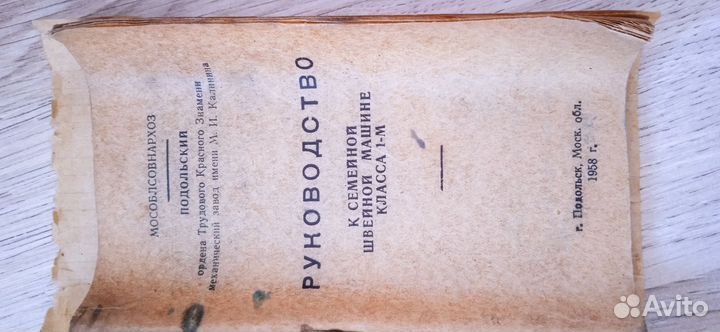 МОСОБЛСОВНАРХОЗ
ПОДОЛЬСКИЙ
ордена Трудового Красного Знамени
механический завод имени М. И. Калинина
РУКОВОДСТВО
К СЕМЕЙНОЙ
ШВЕЙНОЙ МАШИНЕ
КЛАССА 1-М
г. Подольск, Моск. обл.
1958 г.
Avito